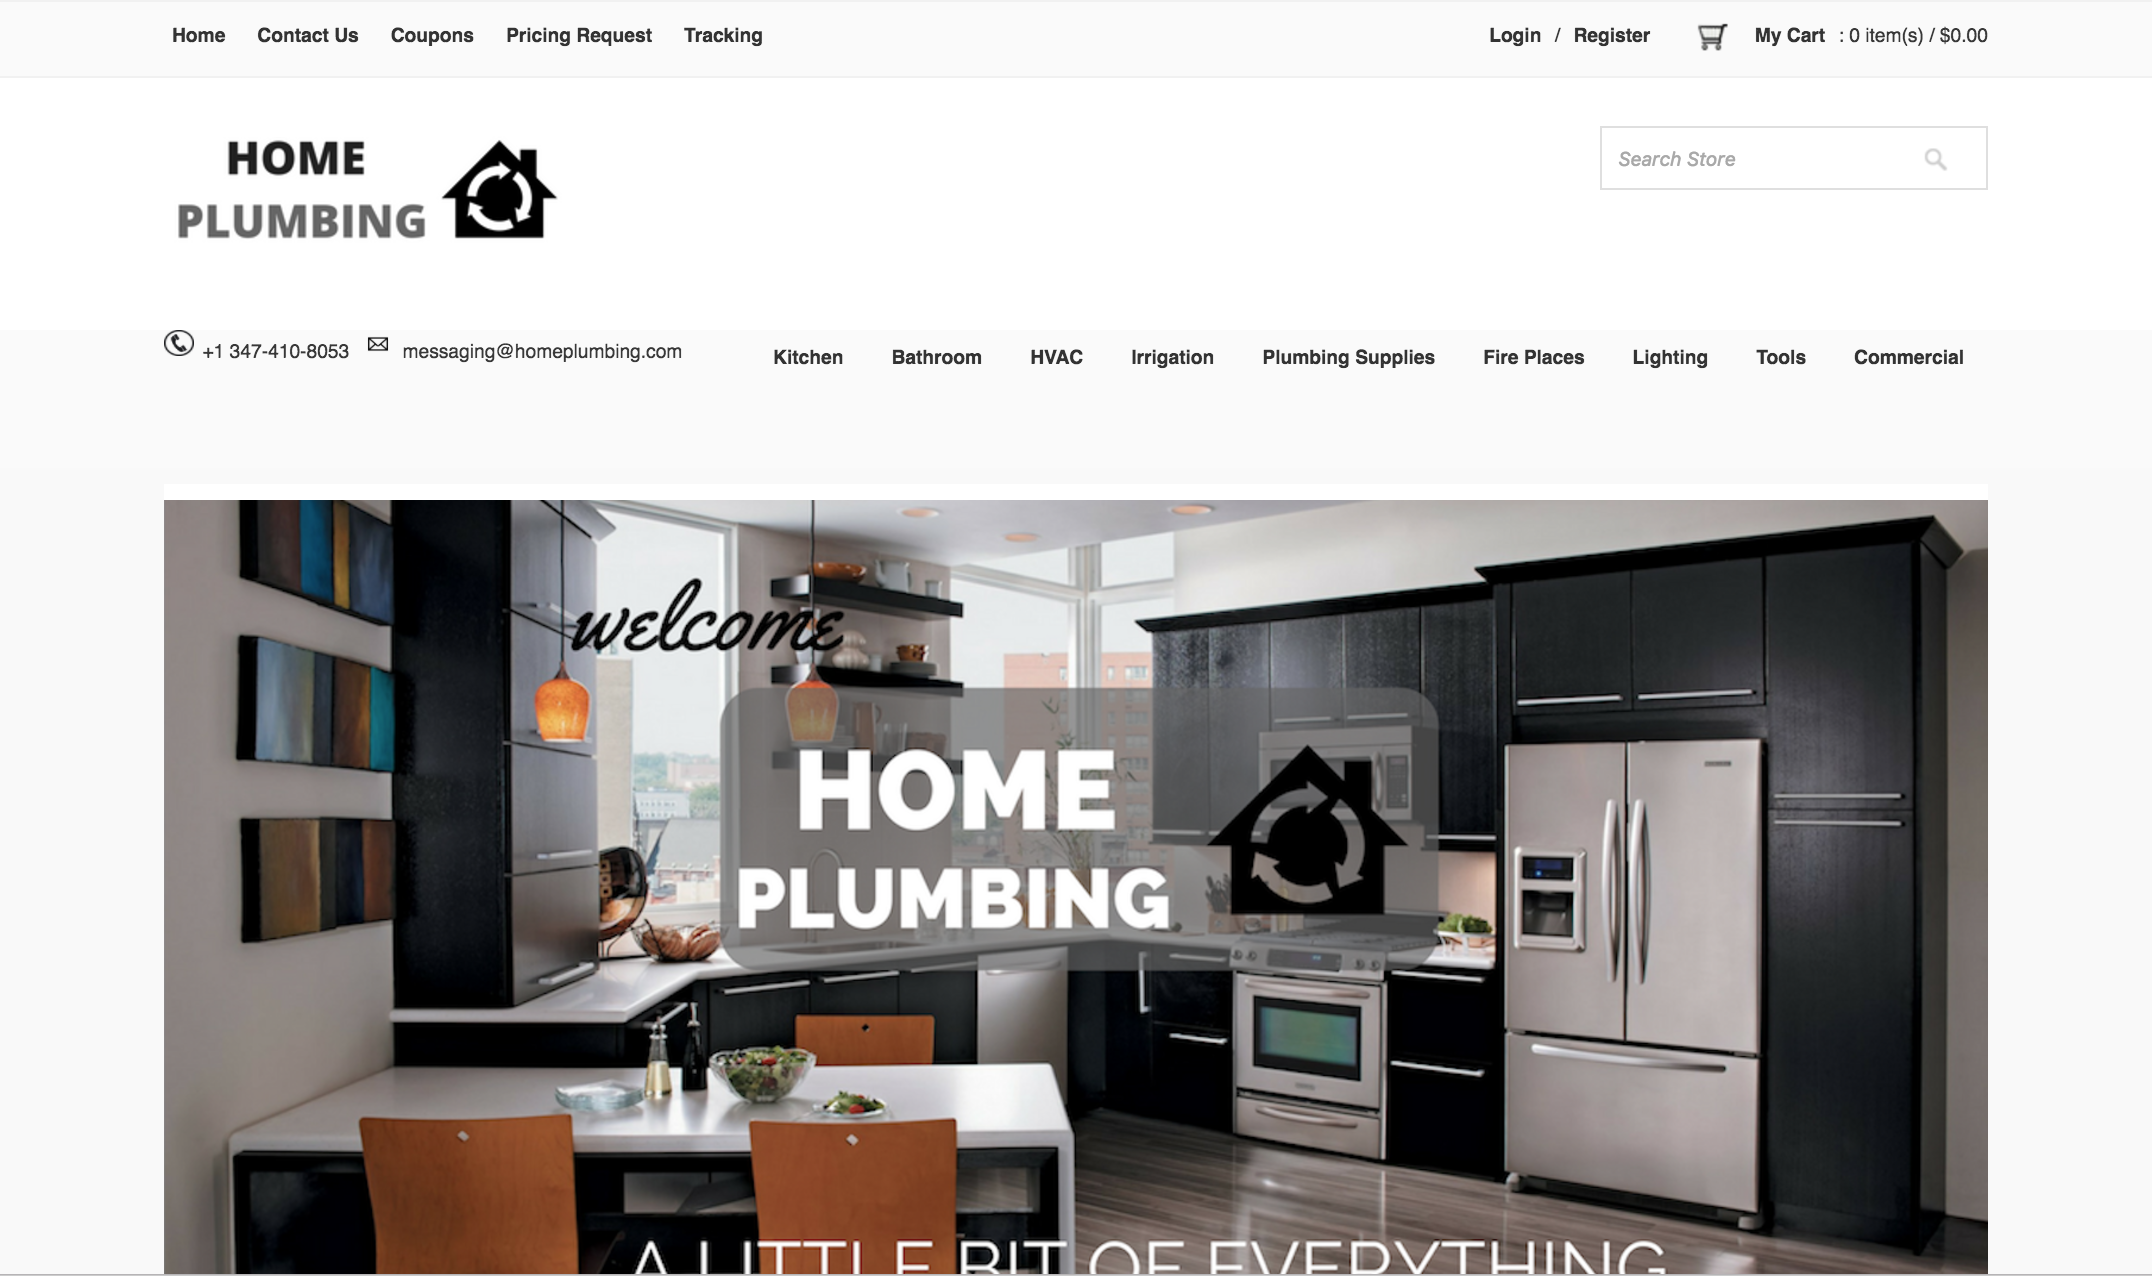 Home Contact Us Coupons Pricing Request Tracking Login / Register My Cart : 0 item(s) / $0.00
HOME
PLUMBING
Search Store
+1 347-410-8053 messaging@homeplumbing.com Kitchen Bathroom HVAC Irrigation Plumbing Supplies Fire Places Lighting Tools Commercial
welcome
HOME
PLUMBING
A LITTLE BIT OF EVERYTHING